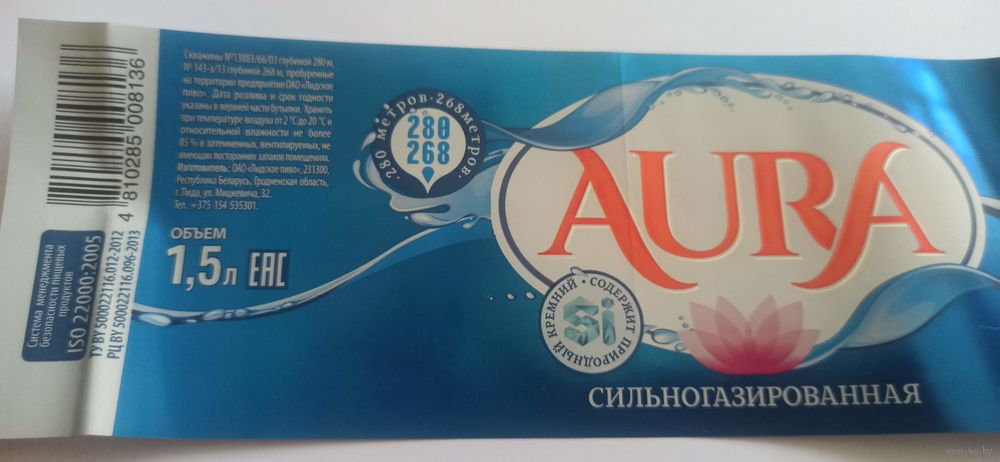 4 810285 008136
Система менеджмента
безопасности пищевых
продуктов
ISO 22000:2005
ТУ BY 500022116.012-2012
РЦ BY 500022116.096-2013
Скважины №13883/66/03 глубиной 280 м,
№ 143-з/13 глубиной 268 м, пробуренные
на территории предприятия ОАО «Лидское
пиво». Дата розлива и срок годности
указаны в верхней части бутылки. Хранить
при температуре воздуха от 2 °С до 20 °С и
относительной влажности не более
85 % в затемненных, вентилируемых, не
имеющих посторонних запахов помещениях.
Изготовитель: ОАО «Лидское пиво», 231300,
Республика Беларусь, Гродненская область,
г. Лида, ул. Мицкевича, 32.
Тел. +375 154 535301.
ОБЪЕМ
1,5л ЕАС
280 метров · 268 метров ·
280
268
AURA
СОДЕРЖИТ ПРИРОДНЫЙ КРЕМНИЙ ·
Si
СИЛЬНОГАЗИРОВАННАЯ
www.ay.by